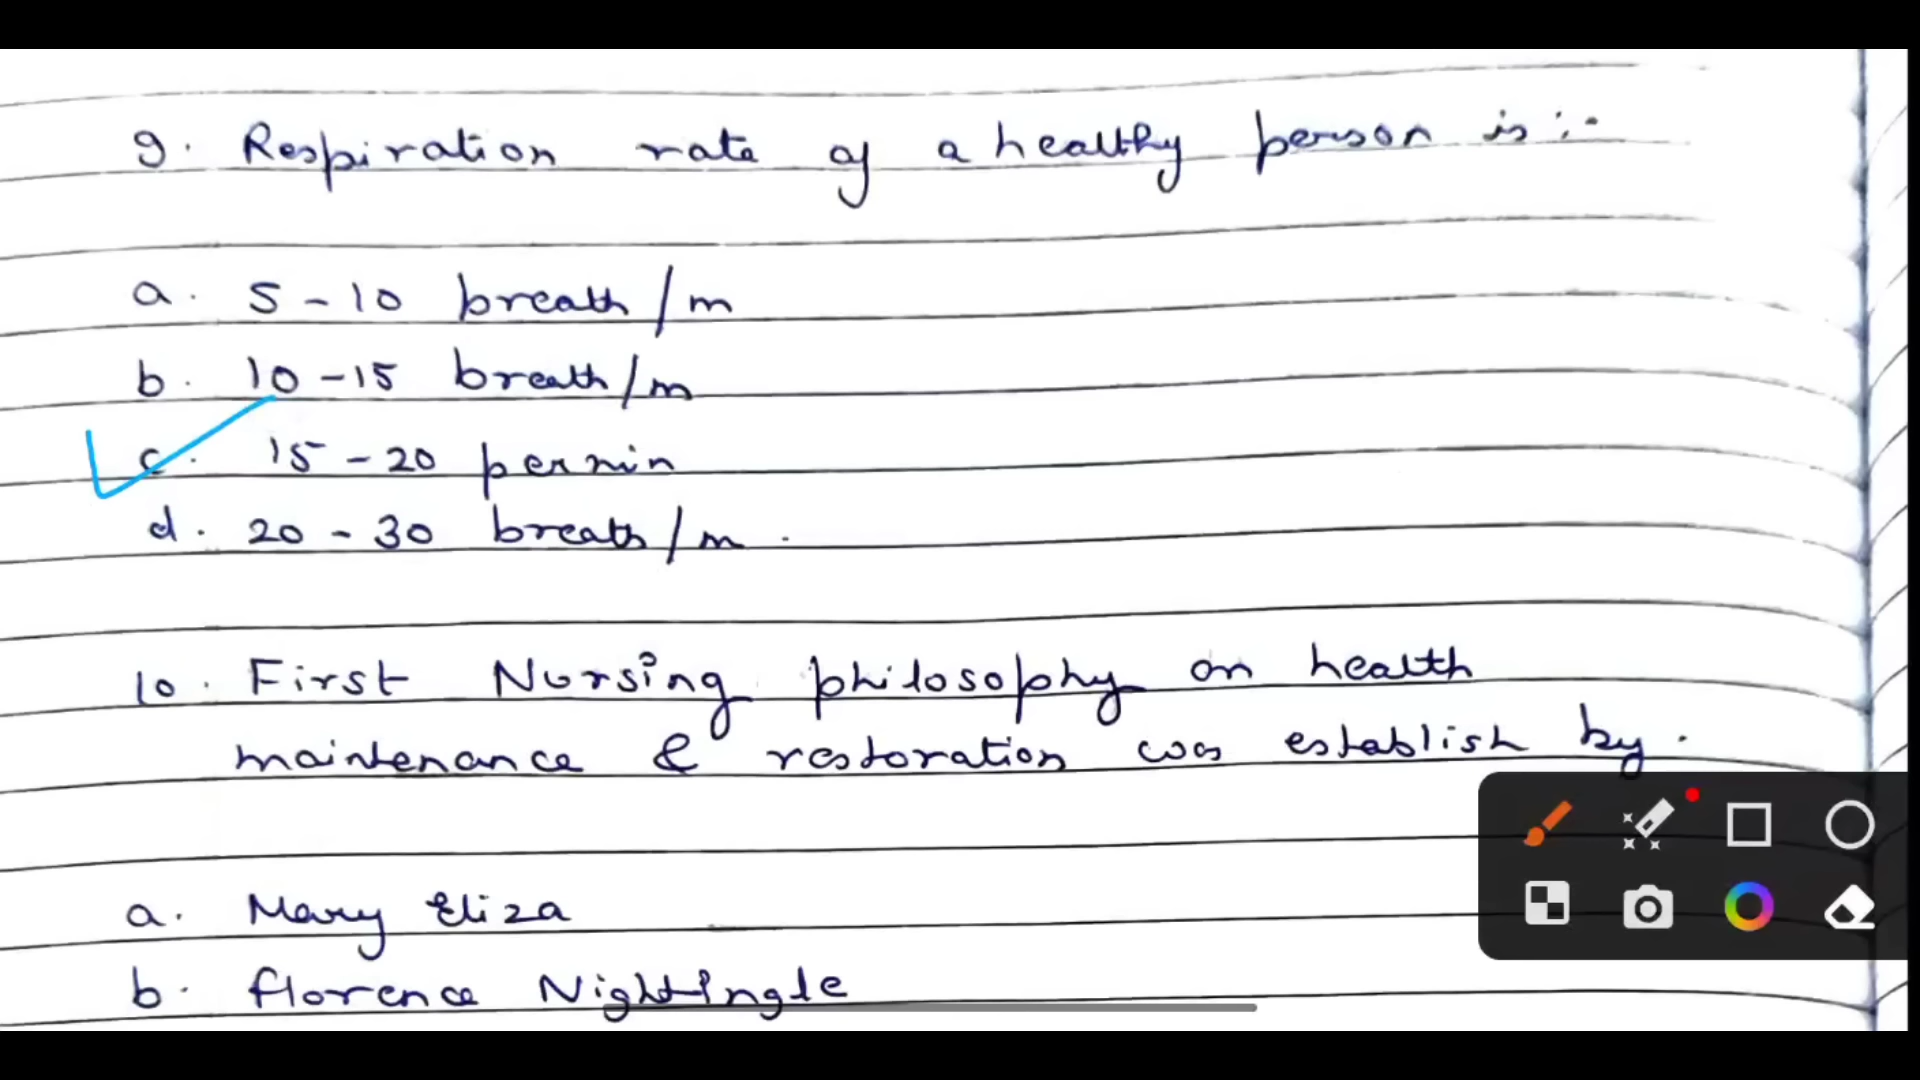 9. Respiration rate of a healthy person is :-
a. 5 - 10 breath / m
b. 10 - 15 breath / m
c. 15 - 20 per min
d. 20 - 30 breath / m .
10. First Nursing philosophy on health
maintenance & restoration was establish by.
a. Mary Eliza
b. florence Nightingle